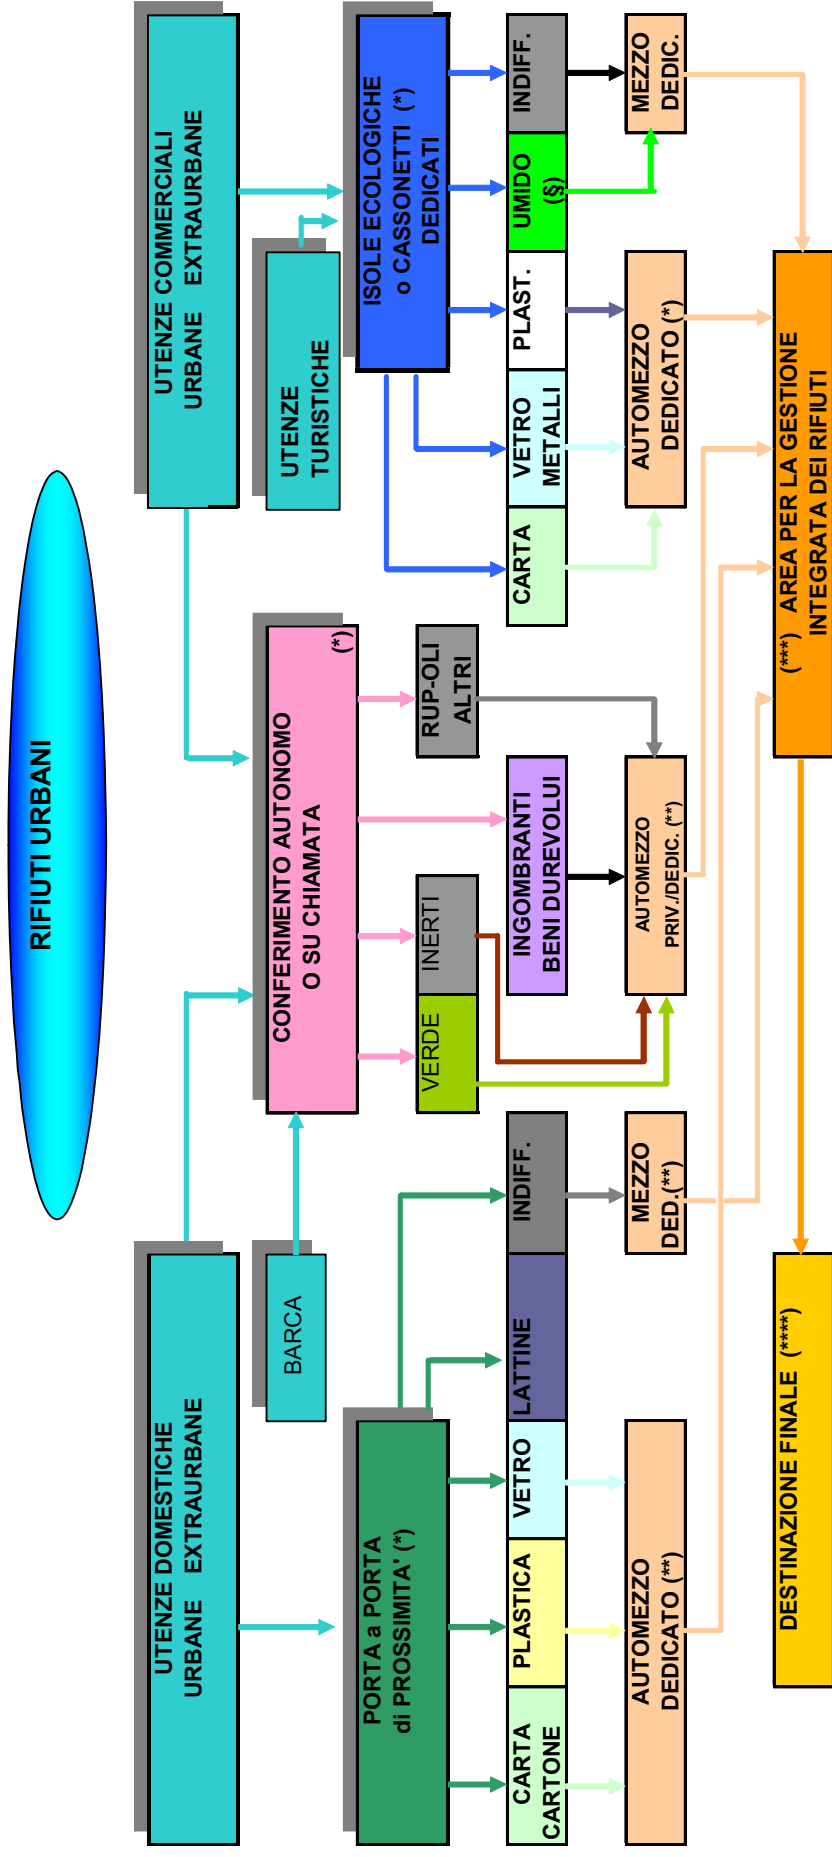 RIFIUTI URBANI
UTENZE DOMESTICHE
URBANE EXTRAURBANE
UTENZE COMMERCIALI
URBANE EXTRAURBANE
BARCA
CONFERIMENTO AUTONOMO
O SU CHIAMATA
(*)
UTENZE
TURISTICHE
PORTA a PORTA
di PROSSIMITA' (*)
ISOLE ECOLOGICHE
o CASSONETTI (*)
DEDICATI
VERDE
INERTI
RUP-OLI
ALTRI
CARTA
CARTONE
PLASTICA
VETRO
LATTINE
INDIFF.
INGOMBRANTI
BENI DUREVOLUI
CARTA
VETRO
METALLI
PLAST.
UMIDO
(§)
INDIFF.
AUTOMEZZO
DEDICATO (**)
MEZZO
DED.(**)
AUTOMEZZO
PRIV./DEDIC. (**)
AUTOMEZZO
DEDICATO (*)
MEZZO
DEDIC.
DESTINAZIONE FINALE (****)
(***) AREA PER LA GESTIONE
INTEGRATA DEI RIFIUTI